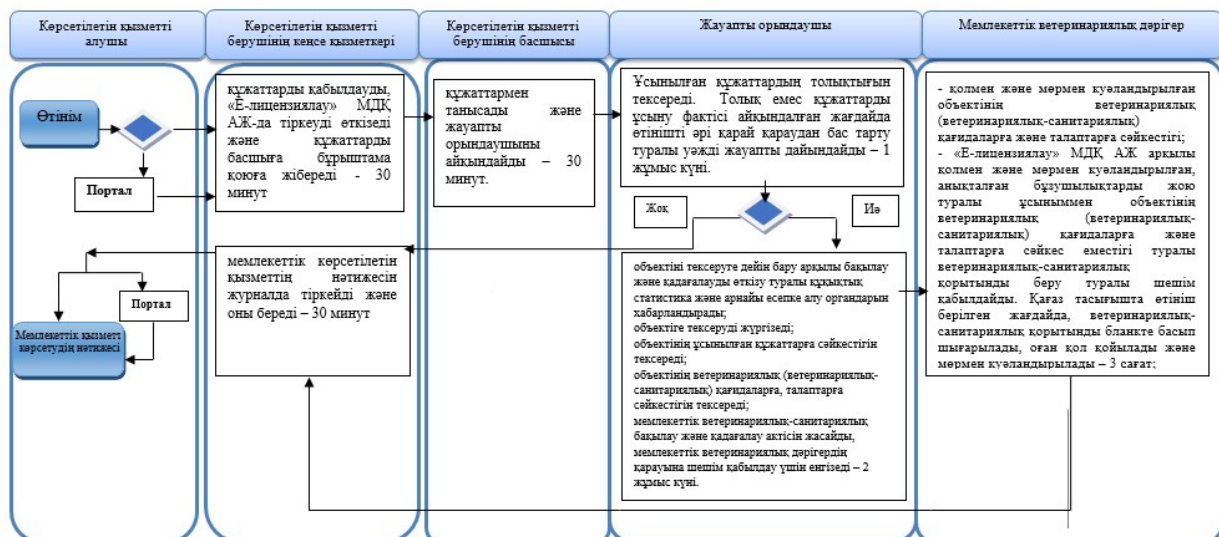 Көрсетілетін қызметті
алушы
Көрсетілетін қызметті
берушінің кеңсе қызметкері
Көрсетілетін қызметті
берушінің басшысы
Жауапты орындаушы
Мемлекеттік ветеринариялық дәрігер
Өтінім
Портал
құжаттарды қабылдауды,
«Е-лицензиялау» МДҚ
АЖ-да тіркеуді өткізеді
және құжаттарды
басшыға бұрыштама
қоюға жібереді - 30
минут
құжаттармен
танысады және
жауапты
орындаушыны
айқындайды – 30
минут.
Ұсынылған құжаттардың толықтығын
тексереді. Толық емес құжаттарды
ұсыну фактісі айқындалған жағдайда
өтінішті әрі қарай қараудан бас тарту
туралы уәжді жауапты дайындайды – 1
жұмыс күні.
Жоқ
Иә
- қолмен және мөрмен куәландырылған
объектінің ветеринариялық
(ветеринариялық-санитариялық)
қағидаларға және талаптарға сәйкестігі;
- «Е-лицензиялау» МДҚ АЖ арқылы
қолмен және мөрмен куәландырылған,
анықталған бұзушылықтарды жою
туралы ұсыныммен объектінің
ветеринариялық (ветеринариялық-
санитариялық) қағидаларға және
талаптарға сәйкес еместігі туралы
ветеринариялық-санитариялық
қорытынды беру туралы шешім
қабылдайды. Қағаз тасығышта өтініш
берілген жағдайда, ветеринариялық-
санитариялық қорытынды бланкте басып
шығарылады, оған қол қойылады және
мөрмен куәландырылады – 3 сағат;
мемлекеттік көрсетілетін
қызметтің нәтижесін
журналда тіркейді және
оны береді – 30 минут
Портал
Мемлекеттік қызметті
көрсетудің нәтижесі
объектіні тексеруге дейін бару арқылы бақылау
және қадағалауды өткізу туралы құқықтық
статистика және арнайы есепке алу органдарын
хабарландырады;
объектіге тексеруді жүргізеді;
объектінің ұсынылған құжаттарға сәйкестігін
тексереді;
объектінің ветеринариялық (ветеринариялық-
санитариялық) қағидаларға, талаптарға
сәйкестігін тексереді;
мемлекеттік ветеринариялық-санитариялық
бақылау және қадағалау актісін жасайды,
мемлекеттік ветеринариялық дәрігердің
қарауына шешім қабылдау үшін енгізеді – 2
жұмыс күні.